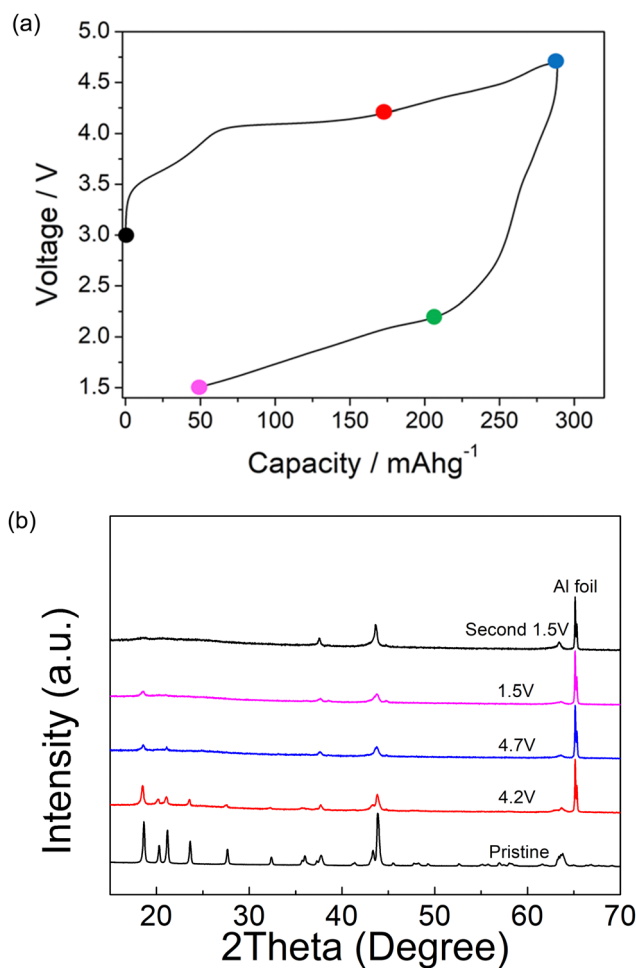 (a)
5.0
4.5
4.0
3.5
3.0
2.5
2.0
1.5
Voltage / V
0 50 100 150 200 250 300
Capacity / mAhg⁻¹
(b)
Al foil
Second 1.5V
1.5V
4.7V
4.2V
Pristine
Intensity (a.u.)
20 30 40 50 60 70
2Theta (Degree)